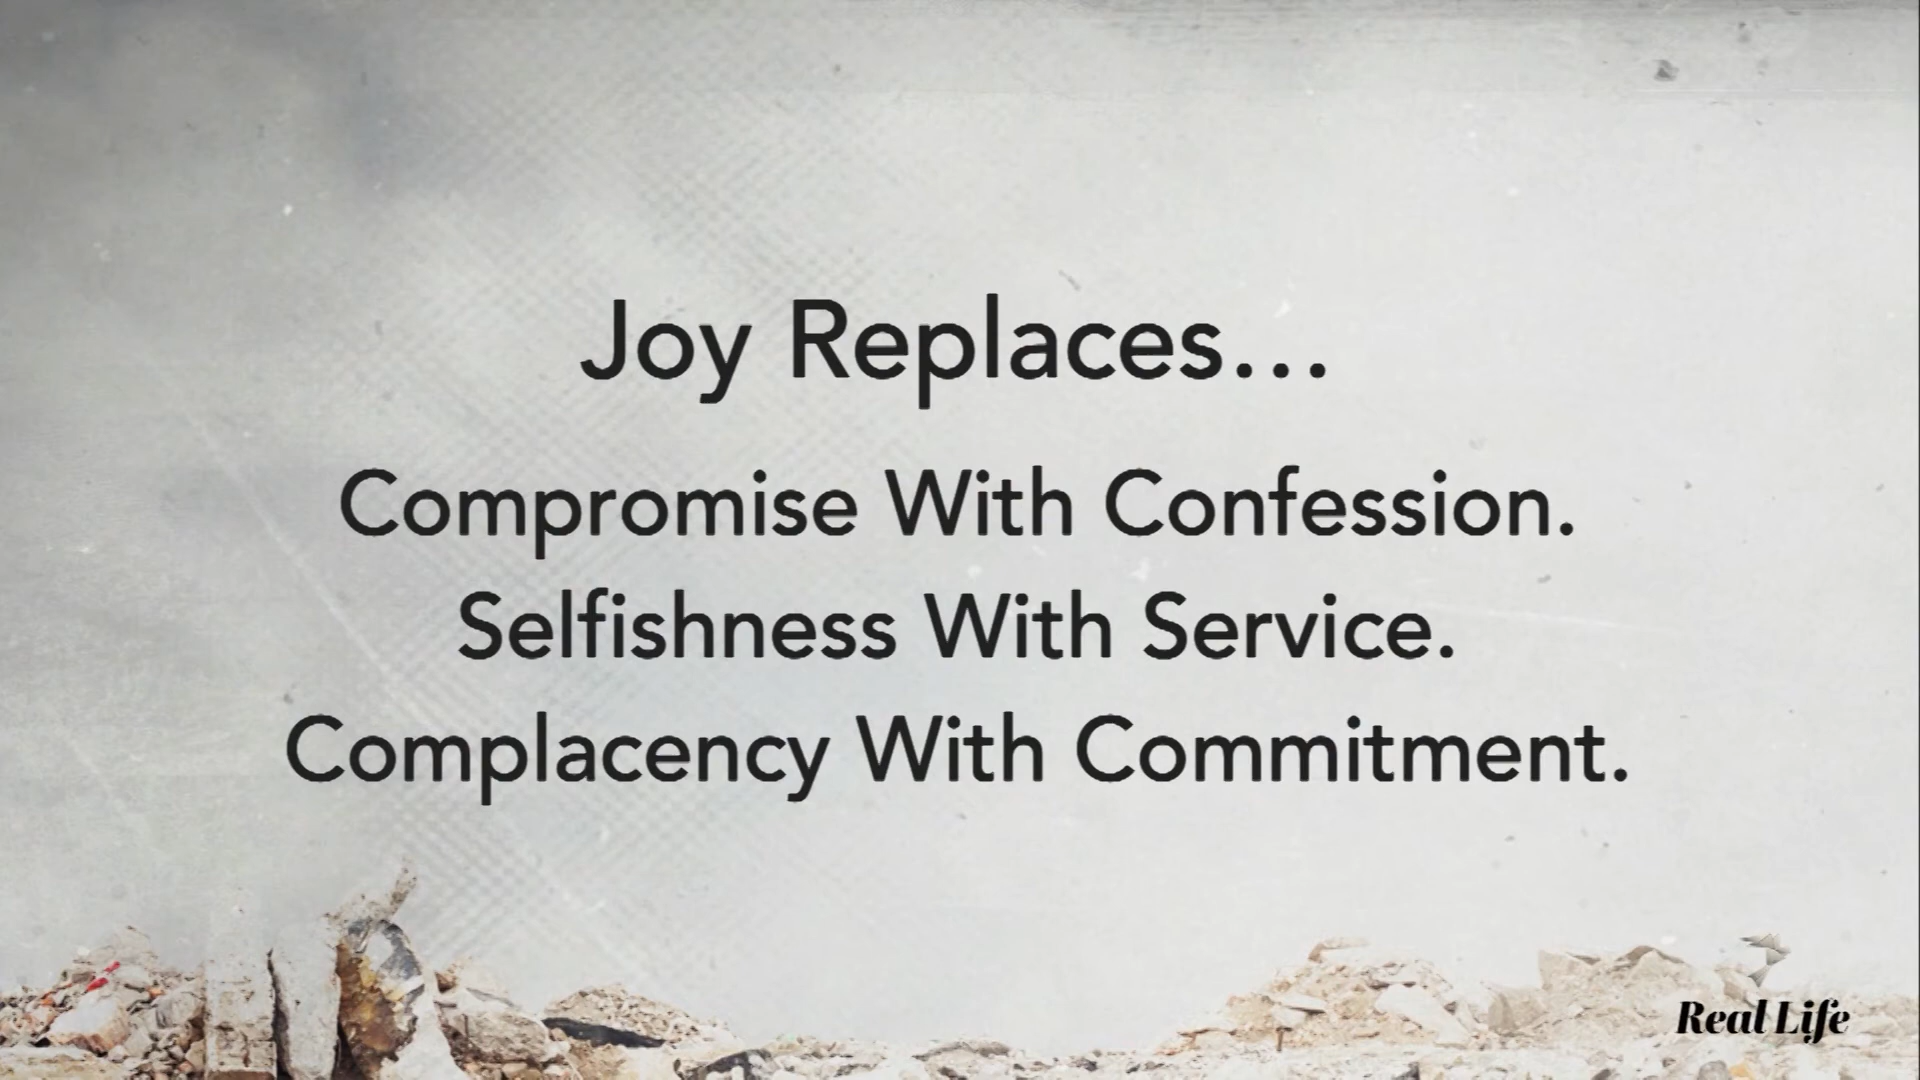 Joy Replaces...
Compromise With Confession.
Selfishness With Service.
Complacency With Commitment.
Real Life